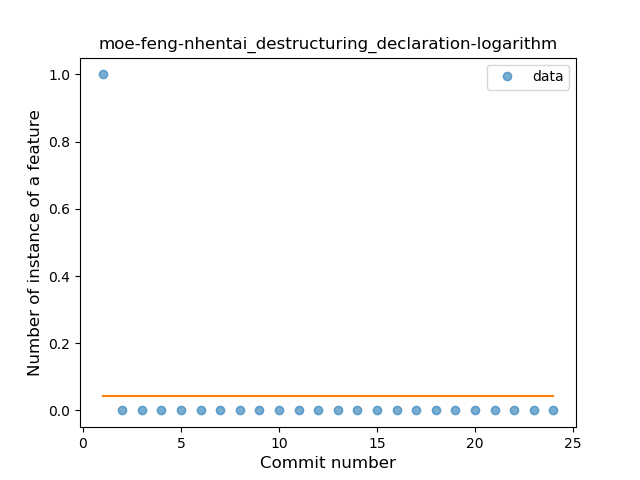 moe-feng-nhentai_destructuring_declaration-logarithm
data
Number of instance of a feature
1.0
0.8
0.6
0.4
0.2
0.0
0 5 10 15 20 25
Commit number